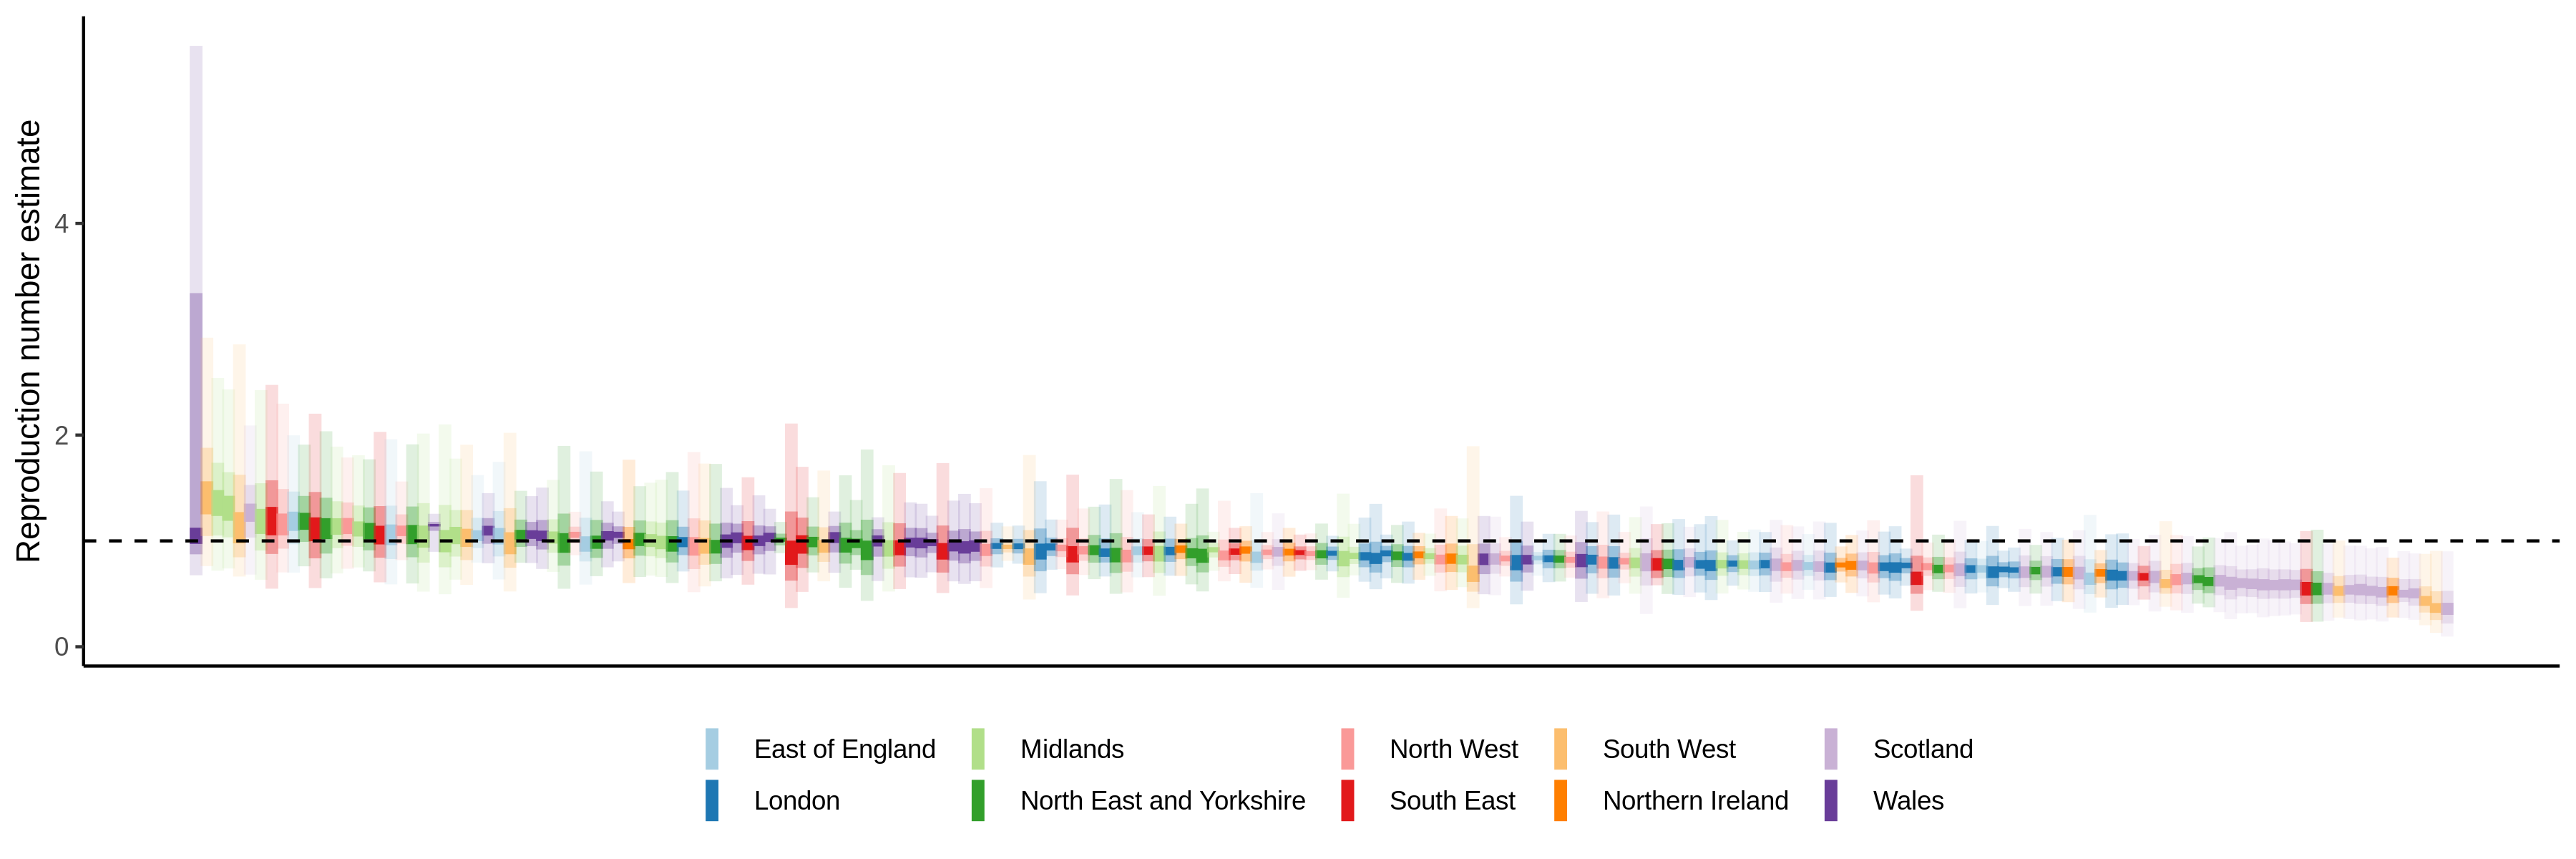 Reproduction number estimate
4
2
0
East of England
Midlands
North West
South West
Scotland
London
North East and Yorkshire
South East
Northern Ireland
Wales